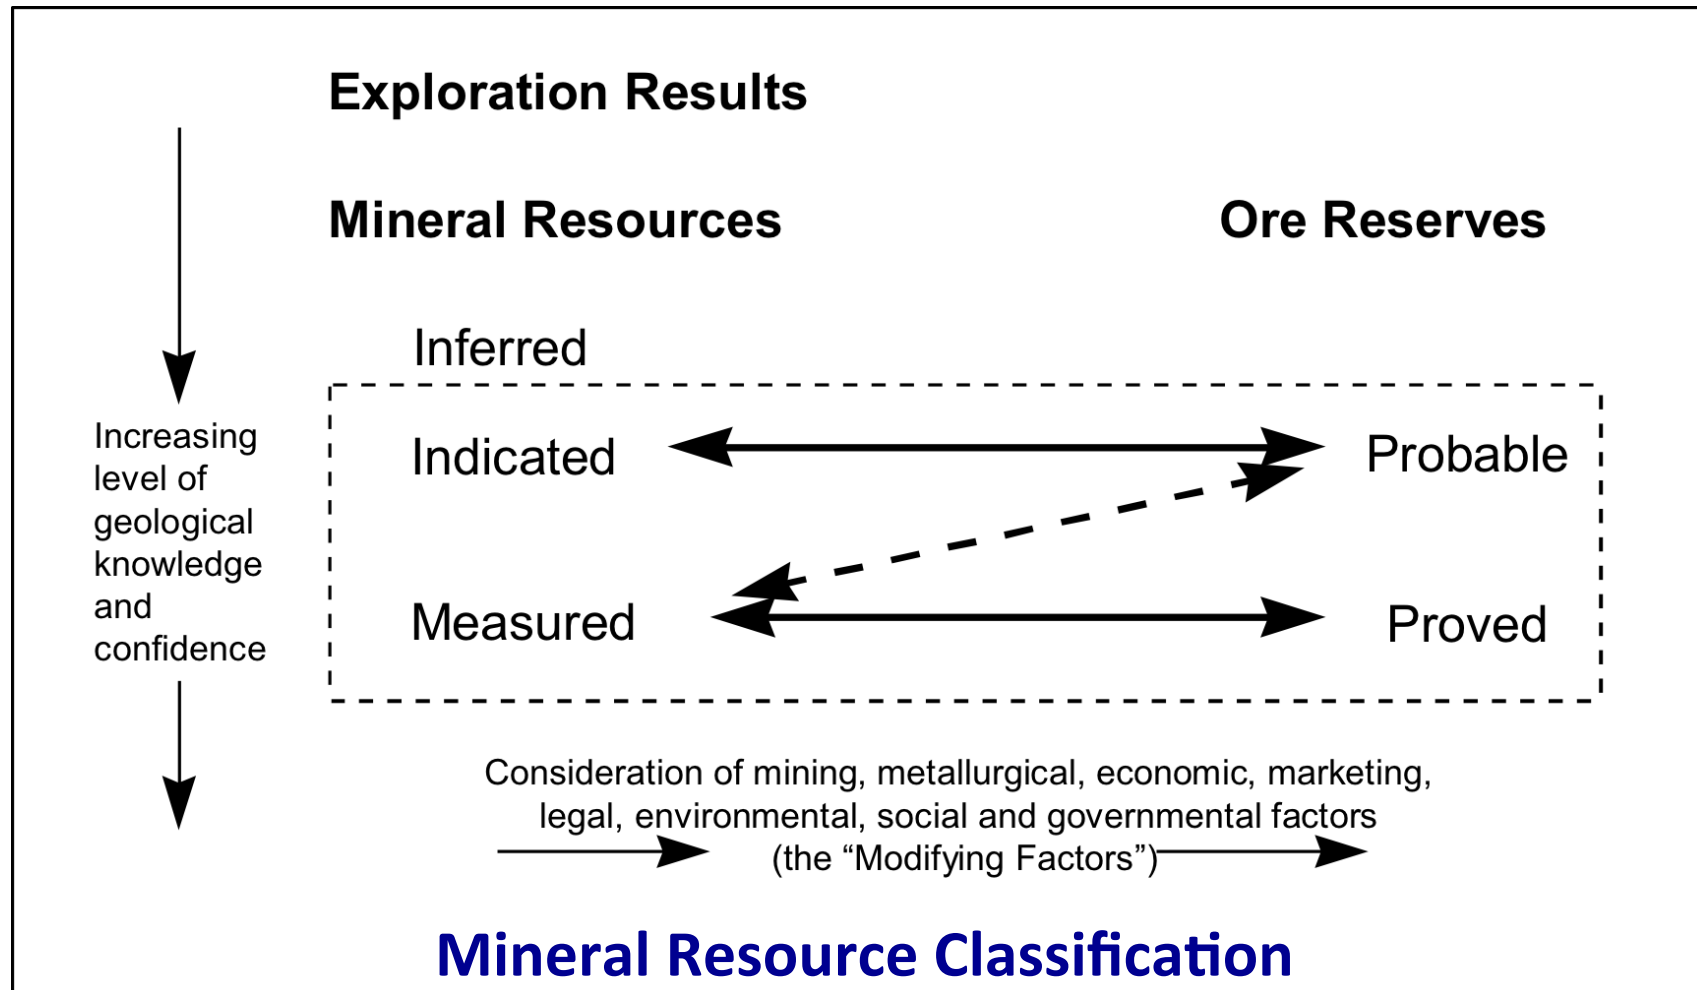 Exploration Results
Mineral Resources
Ore Reserves
Inferred
Indicated
Probable
Measured
Proved
Increasing
level of
geological
knowledge
and
confidence
Consideration of mining, metallurgical, economic, marketing,
legal, environmental, social and governmental factors
(the “Modifying Factors”)
Mineral Resource Classification